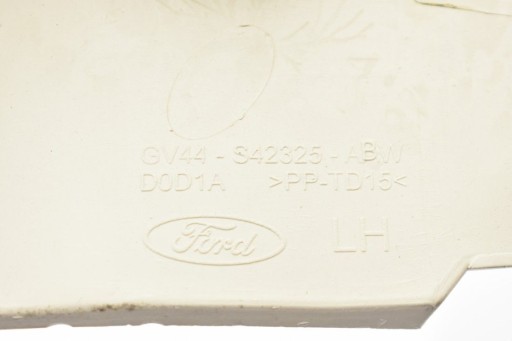 GV44 - S42325 - ABW
D0D1A >PP-TD15<
Ford LH